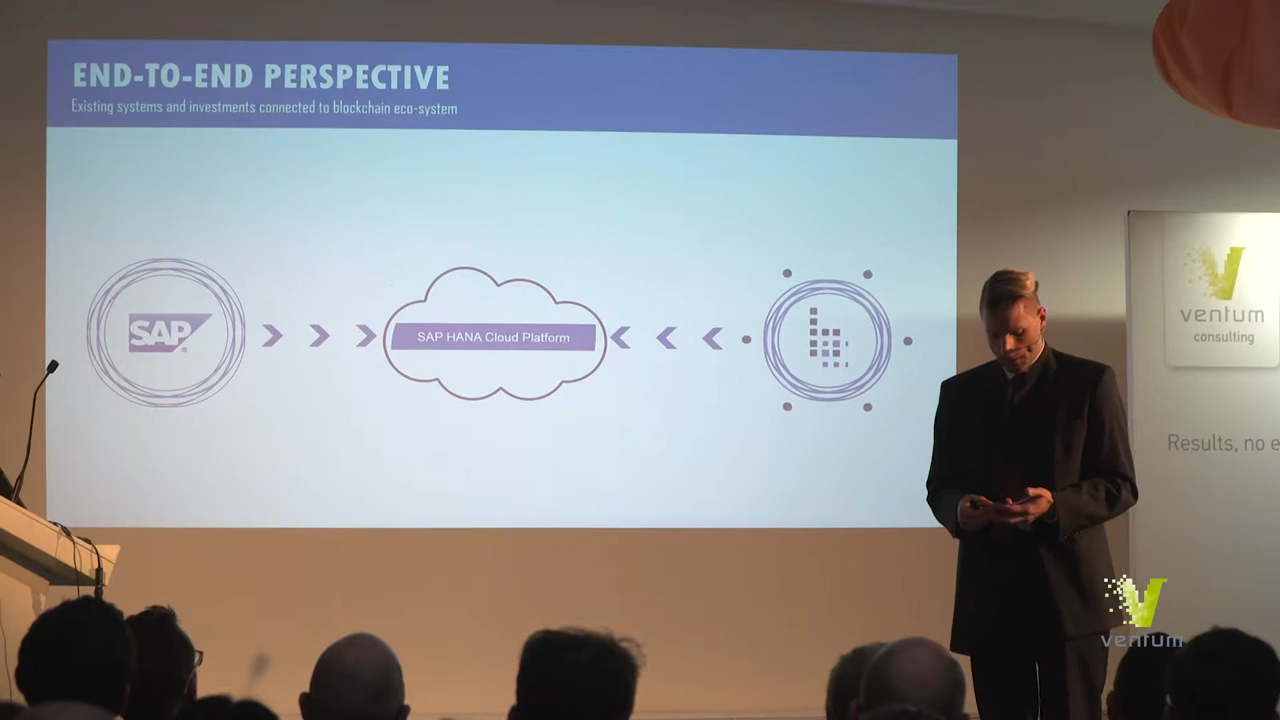 END-TO-END PERSPECTIVE
Existing systems and investments connected to blockchain eco-system
SAP
SAP HANA Cloud Platform
ventum
consulting
Results, no e
ventum